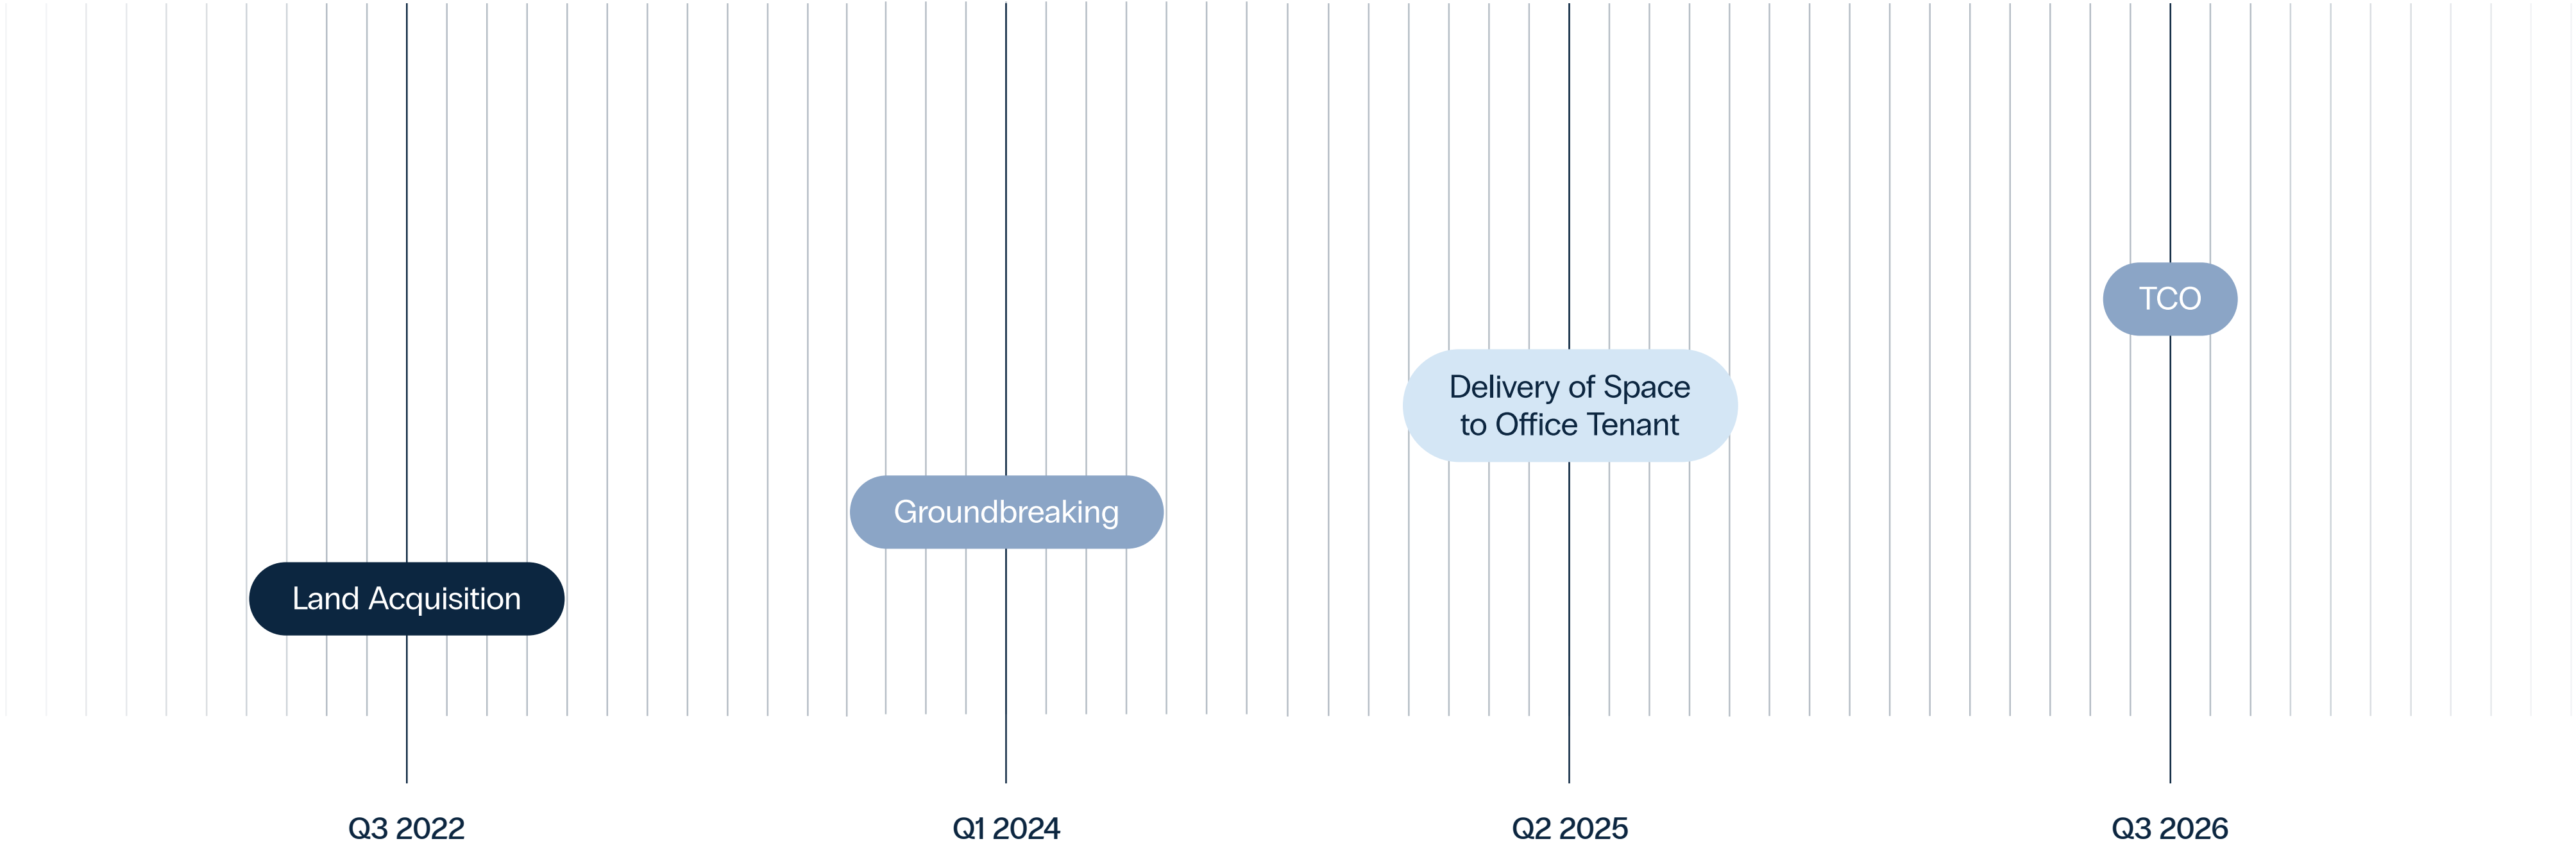 TCO
Delivery of Space
to Office Tenant
Groundbreaking
Land Acquisition
Q3 2022
Q1 2024
Q2 2025
Q3 2026